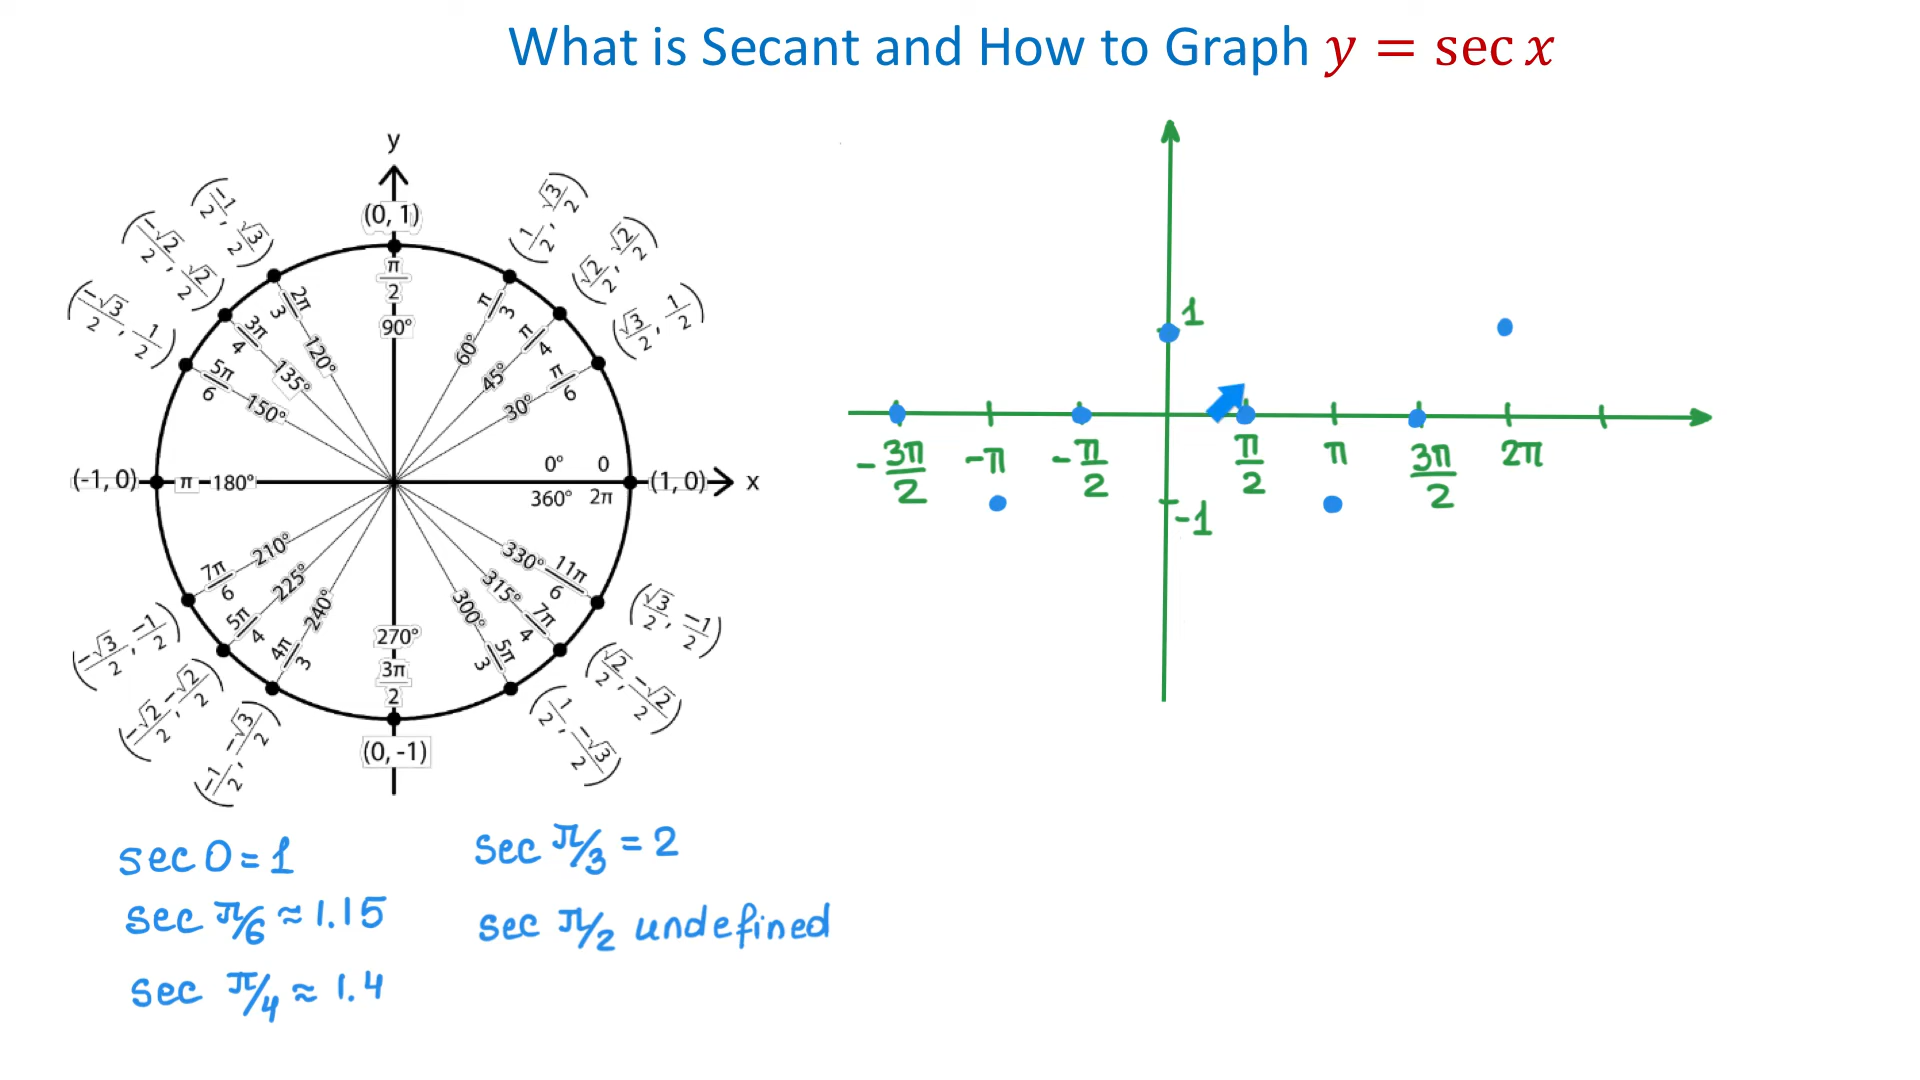 What is Secant and How to Graph y = sec x
y
(0, 1)
(-1/2, √3/2)
(-√2/2, √2/2)
(-√3/2, 1/2)
(1/2, √3/2)
(√2/2, √2/2)
(√3/2, 1/2)
π/2
90°
2π/3
120°
3π/4
135°
5π/6
150°
π/3
60°
π/4
45°
π/6
30°
(-1, 0) π 180°
0° 0
360° 2π
(1, 0) x
7π/6
210°
5π/4
225°
4π/3
240°
270°
3π/2
300°
5π/3
315°
7π/4
330°
11π/6
(-√3/2, -1/2)
(-√2/2, -√2/2)
(-1/2, -√3/2)
(0, -1)
(1/2, -√3/2)
(√2/2, -√2/2)
(√3/2, -1/2)
1
-3π/2 -π -π/2 π/2 π 3π/2 2π
-1
sec 0 = 1
sec π/6 ≈ 1.15
sec π/4 ≈ 1.4
sec π/3 = 2
sec π/2 undefined